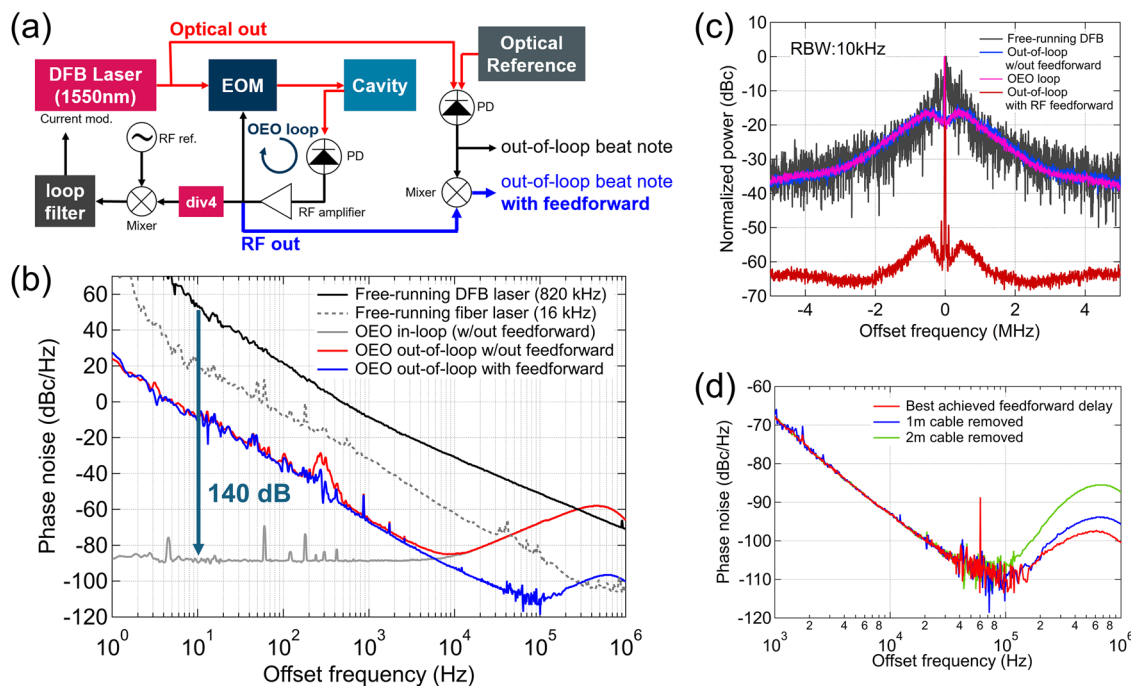 (a)
Optical out
DFB Laser
(1550nm)
EOM
Cavity
Optical
Reference
PD
Current mod.
RF ref.
OEO loop
PD
out-of-loop beat note
loop
filter
Mixer
div4
RF amplifier
Mixer
out-of-loop beat note
with feedforward
RF out
(b)
Phase noise (dBc/Hz)
60
40
20
0
-20
-40
-60
-80
-100
-120
Free-running DFB laser (820 kHz)
Free-running fiber laser (16 kHz)
OEO in-loop (w/out feedforward)
OEO out-of-loop w/out feedforward
OEO out-of-loop with feedforward
140 dB
10^0
10^1
10^2
10^3
10^4
10^5
10^6
Offset frequency (Hz)
(c)
Normalized power (dBc)
10
0
-10
-20
-30
-40
-50
-60
-70
RBW:10kHz
Free-running DFB
Out-of-loop
w/out feedforward
OEO loop
Out-of-loop
with RF feedforward
-4
-2
0
2
4
Offset frequency (MHz)
(d)
Phase noise (dBc/Hz)
-60
-70
-80
-90
-100
-110
-120
Best achieved feedforward delay
1m cable removed
2m cable removed
10^3
2
4
6
8
10^4
2
4
6
8
10^5
2
4
6
8
10^6
Offset frequency (Hz)